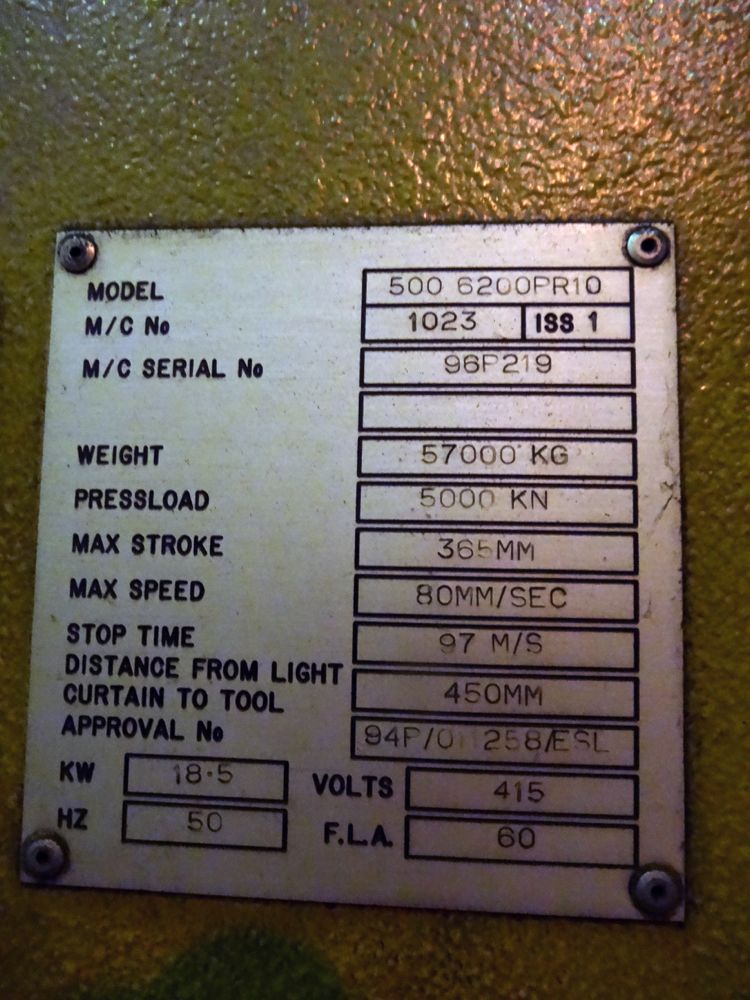 MODEL 500 6200PR10
M/C No 1023 ISS 1
M/C SERIAL No 96P219
WEIGHT 57000 KG
PRESSLOAD 5000 KN
MAX STROKE 365MM
MAX SPEED 80MM/SEC
STOP TIME 97 M/S
DISTANCE FROM LIGHT
CURTAIN TO TOOL 450MM
APPROVAL No
KW 18·5 VOLTS 415
HZ 50 F.L.A. 60